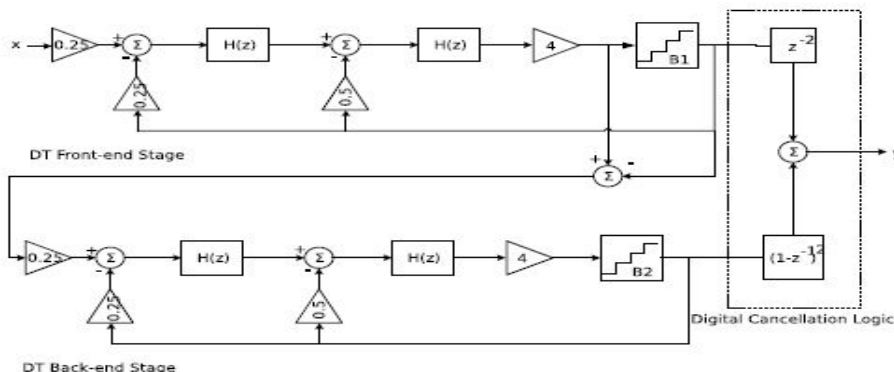 x 0.25 + Σ H(z) + Σ H(z) 4 B1 z⁻²
- -
0.25 0.5
Σ y
DT Front-end Stage
+ Σ -
0.25 + Σ H(z) + Σ H(z) 4 B2 (1-z⁻¹)²
- -
0.25 0.5
Digital Cancellation Logic
DT Back-end Stage